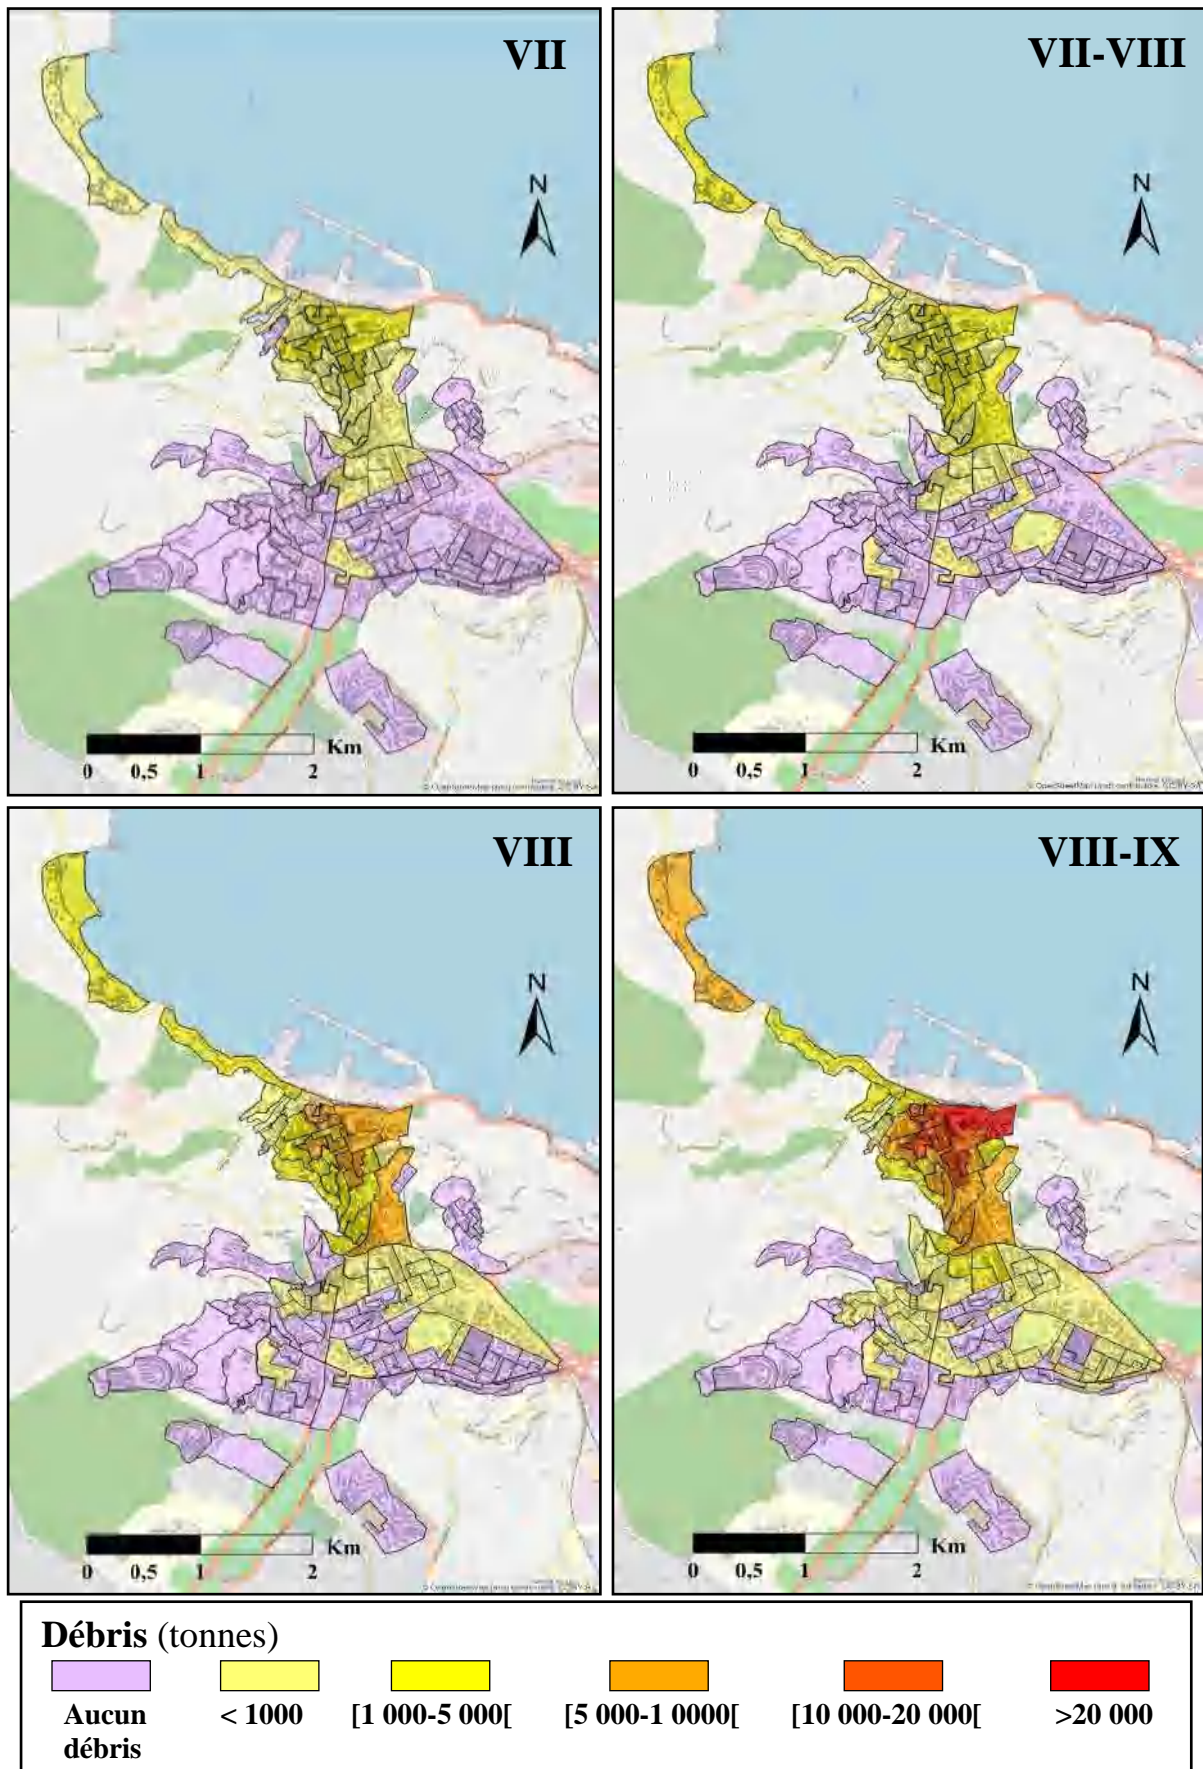 VII
N
Km
0 0,5 1 2
VII-VIII
N
Km
0 0,5 1 2
VIII
N
Km
0 0,5 1 2
VIII-IX
N
Km
0 0,5 1 2
Débris (tonnes)
Aucun débris
< 1000
[1 000-5 000[
[5 000-1 0000[
[10 000-20 000[
>20 000